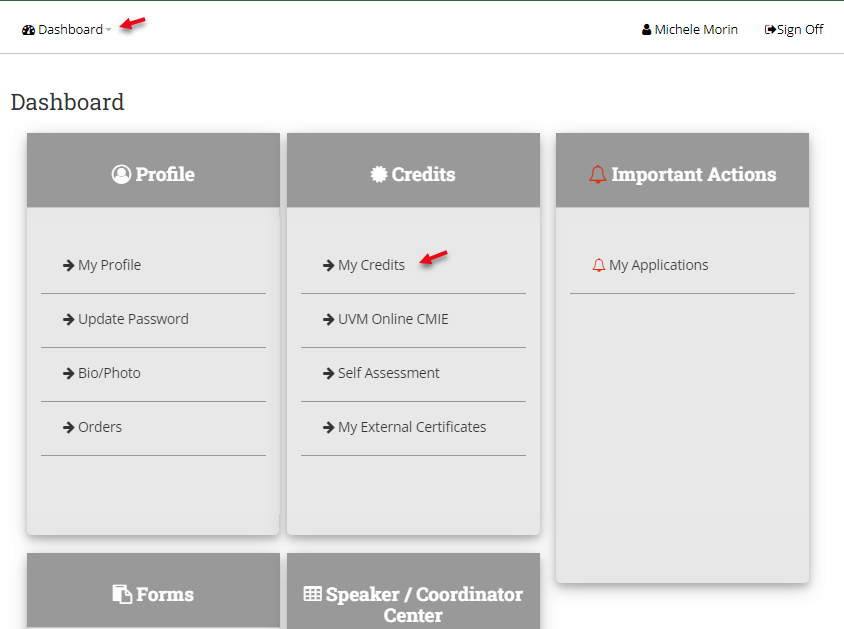 Dashboard
Michele Morin
Sign Off
Dashboard
Profile
My Profile
Update Password
Bio/Photo
Orders
Credits
My Credits
UVM Online CMIE
Self Assessment
My External Certificates
Important Actions
My Applications
Forms
Speaker / Coordinator
Center